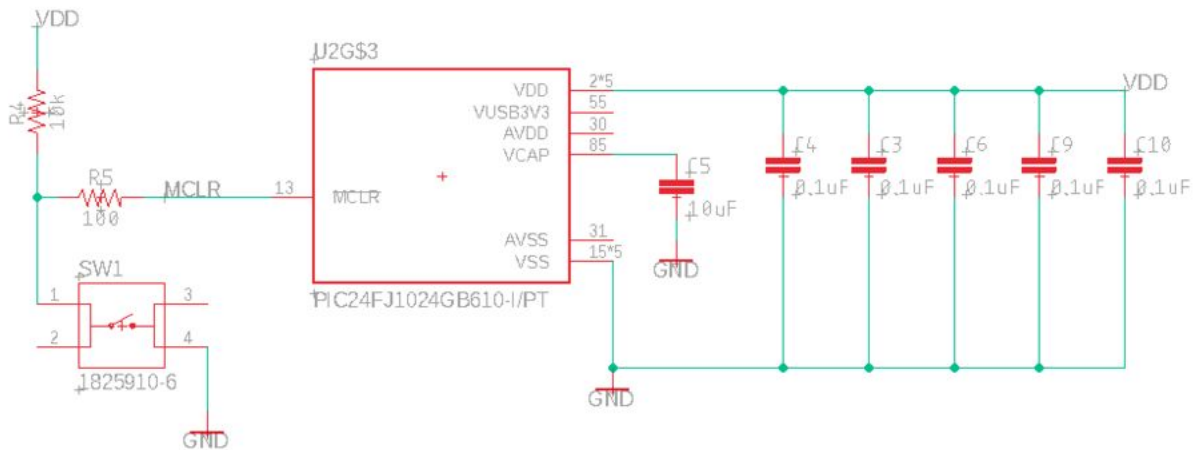 VDD
R4
10k
R5
100
MCLR
SW1
1
2
3
4
1825910-6
GND
U2G$3
13
MCLR
VDD
VUSB3V3
AVDD
VCAP
AVSS
VSS
2*5
55
30
85
31
15*5
PIC24FJ1024GB610-I/PT
C5
10uF
GND
GND
VDD
C4
0.1uF
C3
0.1uF
C6
0.1uF
C9
0.1uF
C10
0.1uF